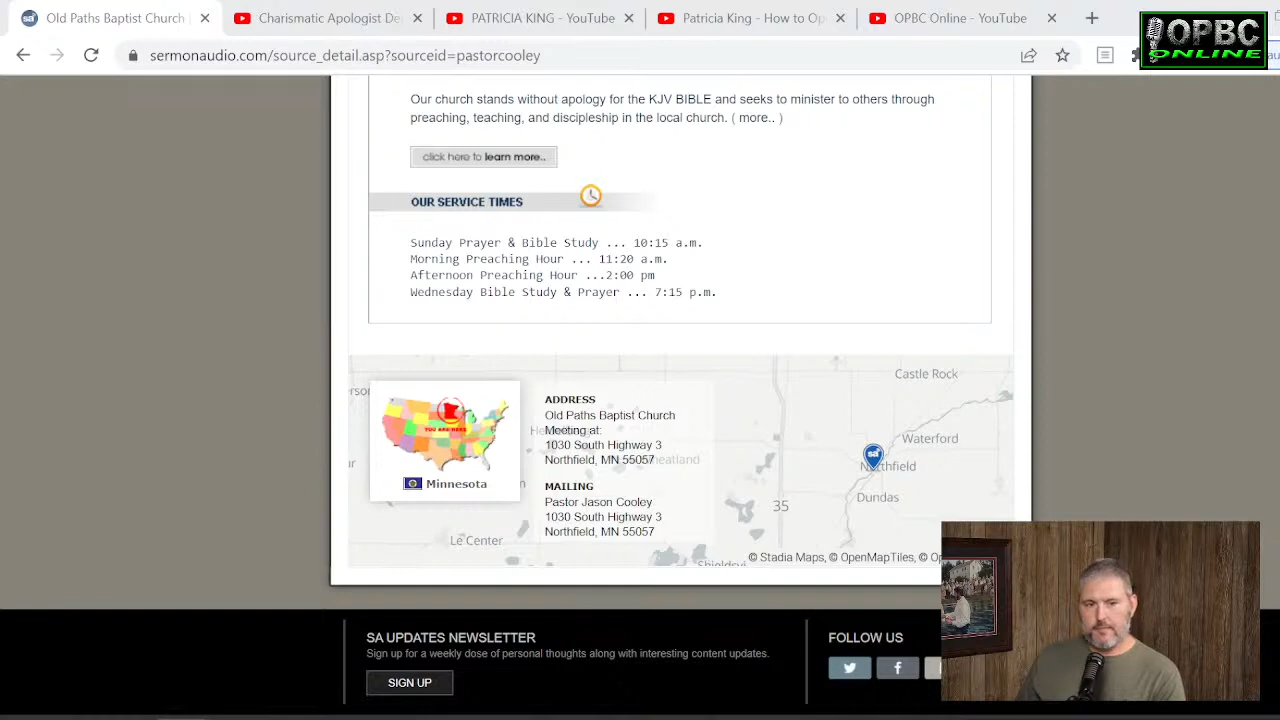 Old Paths Baptist Church
Charismatic Apologist De
PATRICIA KING - YouTube
Patricia King - How to Op
OPBC Online - YouTube
OPBC
ONLINE
Our church stands without apology for the KJV BIBLE and seeks to minister to others through
preaching, teaching, and discipleship in the local church. ( more.. )
click here to learn more..
OUR SERVICE TIMES
Sunday Prayer & Bible Study ... 10:15 a.m.
Morning Preaching Hour ... 11:20 a.m.
Afternoon Preaching Hour ...2:00 pm
Wednesday Bible Study & Prayer ... 7:15 p.m.
YOU ARE HERE
Minnesota
ADDRESS
Old Paths Baptist Church
Meeting at:
1030 South Highway 3
Northfield, MN 55057
MAILING
Pastor Jason Cooley
1030 South Highway 3
Northfield, MN 55057
Castle Rock
Waterford
sa
Northfield
Dundas
35
Le Center
© Stadia Maps, © OpenMapTiles, ©
SA UPDATES NEWSLETTER
Sign up for a weekly dose of personal thoughts along with interesting content updates.
SIGN UP
FOLLOW US